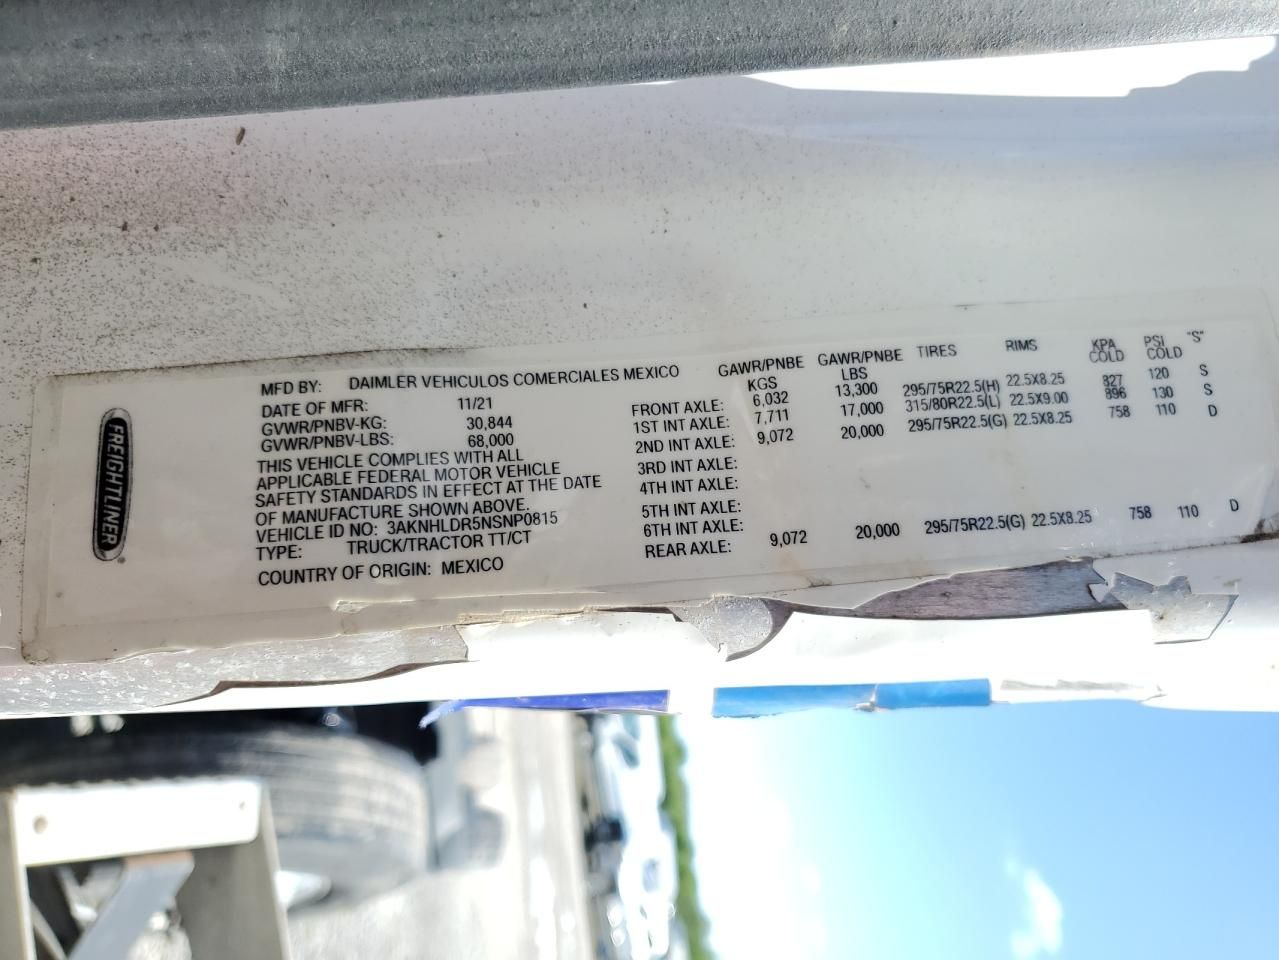 FREIGHTLINER
MFD BY: DAIMLER VEHICULOS COMERCIALES MEXICO
DATE OF MFR: 11/21
GVWR/PNBV-KG: 30,844
GVWR/PNBV-LBS: 68,000
THIS VEHICLE COMPLIES WITH ALL
APPLICABLE FEDERAL MOTOR VEHICLE
SAFETY STANDARDS IN EFFECT AT THE DATE
OF MANUFACTURE SHOWN ABOVE.
VEHICLE ID NO: 3AKNHLDR5NSNP0815
TYPE: TRUCK/TRACTOR TT/CT
COUNTRY OF ORIGIN: MEXICO
GAWR/PNBE GAWR/PNBE TIRES RIMS KPA PSI "S"
KGS LBS COLD COLD
FRONT AXLE: 6,032 13,300 295/75R22.5(H) 22.5X8.25 827 120 S
1ST INT AXLE: 7,711 17,000 315/80R22.5(L) 22.5X9.00 896 130 S
2ND INT AXLE: 9,072 20,000 295/75R22.5(G) 22.5X8.25 758 110 D
3RD INT AXLE:
4TH INT AXLE:
5TH INT AXLE:
6TH INT AXLE:
REAR AXLE: 9,072 20,000 295/75R22.5(G) 22.5X8.25 758 110 D